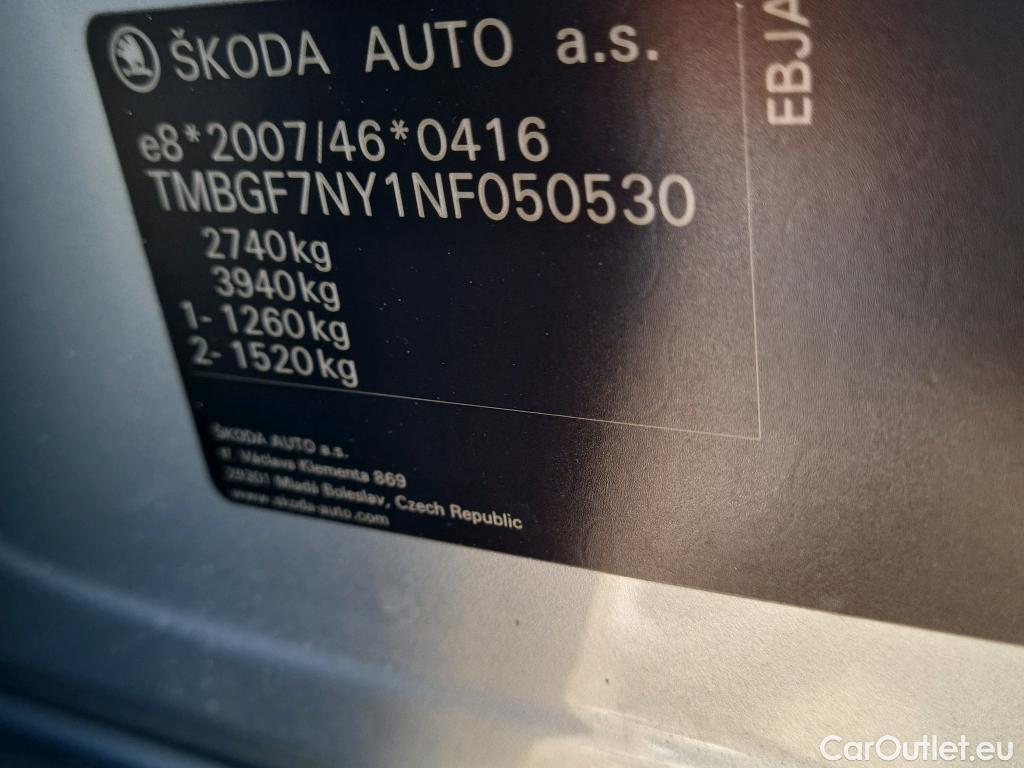 ŠKODA AUTO a.s.
e8*2007/46*0416
TMBGF7NY1NF050530
2740kg
3940kg
1- 1260kg
2- 1520kg
EBJA
ŠKODA AUTO a.s.
tř. Václava Klementa 869
29301 Mladá Boleslav, Czech Republic
www.skoda-auto.com
CarOutlet.eu